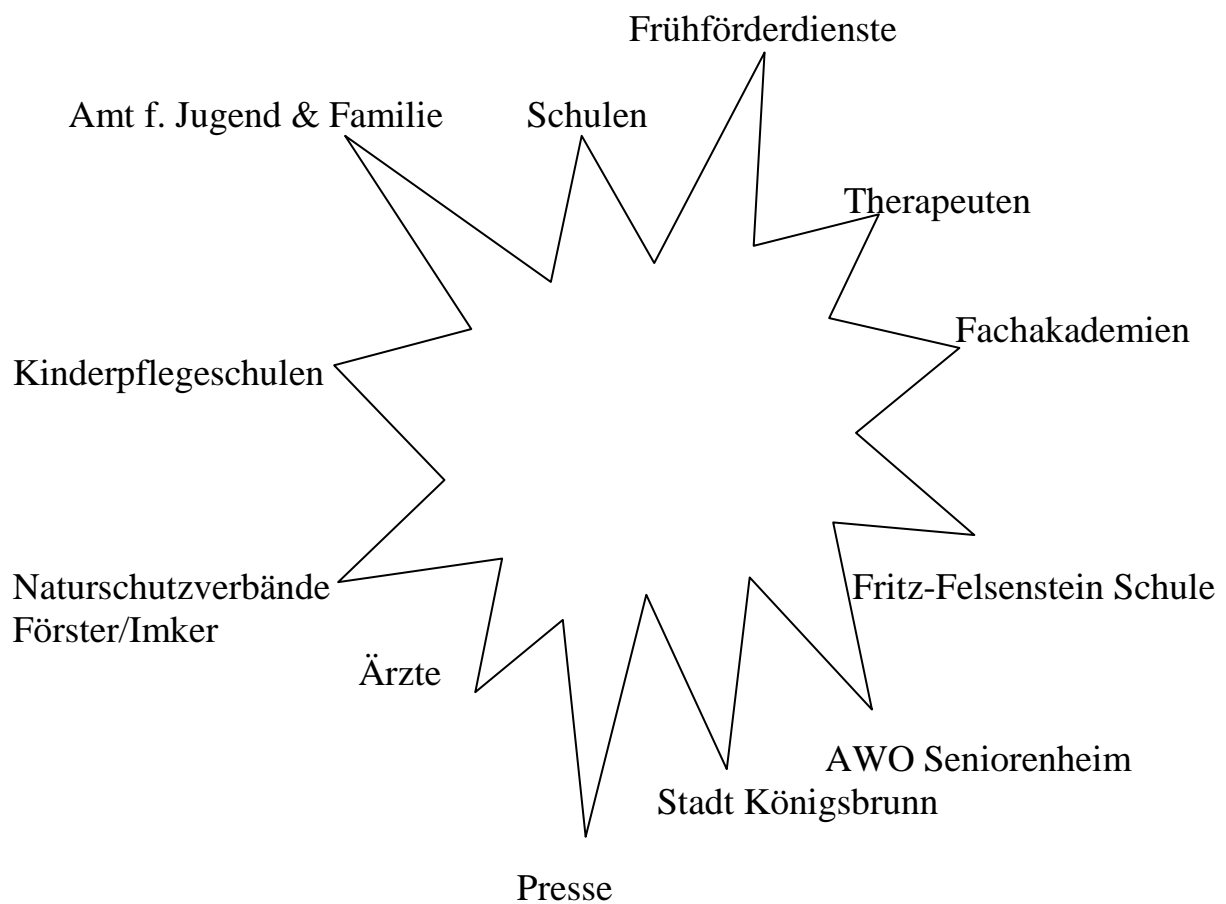 Frühförderdienste
Amt f. Jugend & Familie
Schulen
Therapeuten
Fachakademien
Kinderpflegeschulen
Naturschutzverbände
Förster/Imker
Fritz-Felsenstein Schule
Ärzte
AWO Seniorenheim
Stadt Königsbrunn
Presse